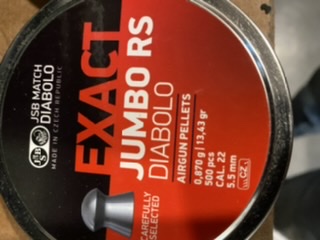 JSB MATCH
DIABOLO
MADE IN CZECH REPUBLIC
EXACT
JUMBO RS
DIABOLO
AIRGUN PELLETS
0,870 g | 13,43 gr
500 pcs
CAL. .22
5,5 mm
CZ
CAREFULLY
SELECTED